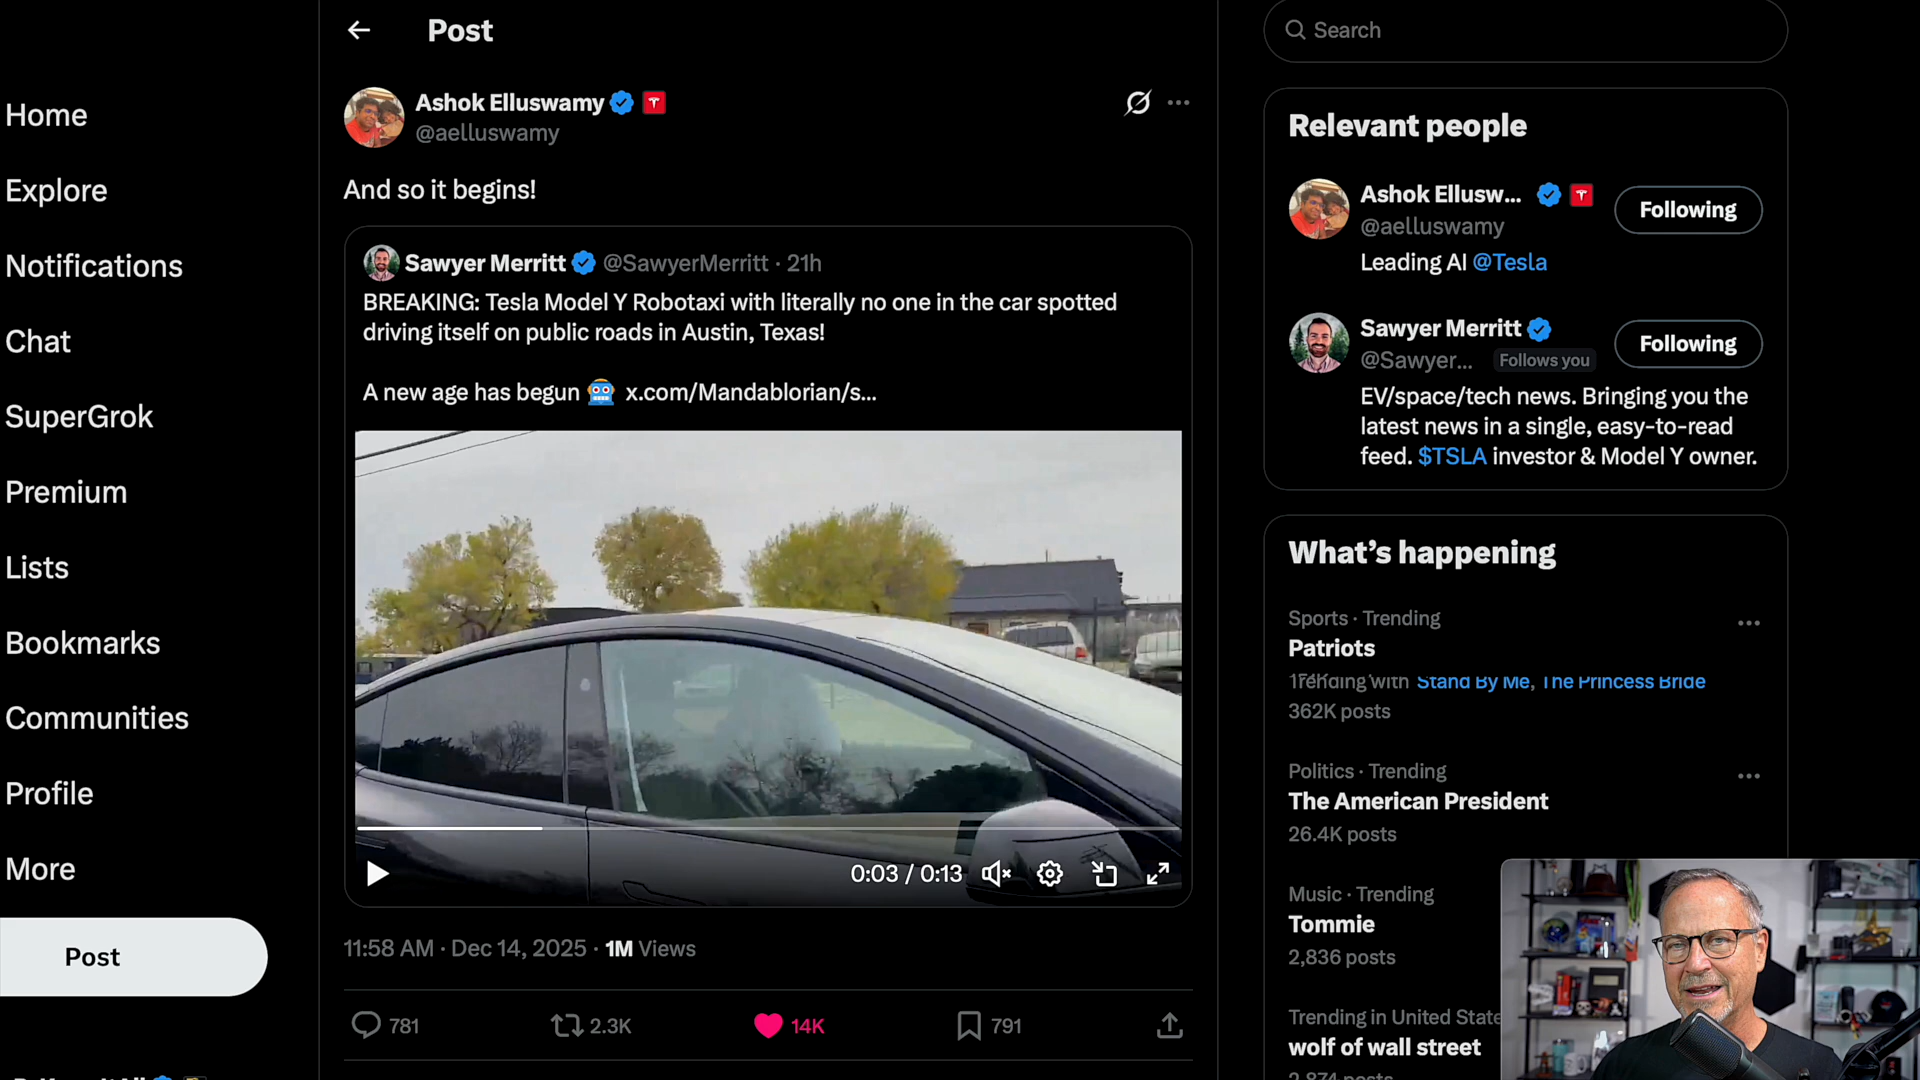 Home
Explore
Notifications
Chat
SuperGrok
Premium
Lists
Bookmarks
Communities
Profile
More
Post
Post
Ashok Elluswamy
@aelluswamy
And so it begins!
Sawyer Merritt @SawyerMerritt · 21h
BREAKING: Tesla Model Y Robotaxi with literally no one in the car spotted
driving itself on public roads in Austin, Texas!
A new age has begun 🤖 x.com/Mandablorian/s...
0:03 / 0:13
11:58 AM · Dec 14, 2025 · 1M Views
781
2.3K
14K
791
Search
Relevant people
Ashok Ellusw...
@aelluswamy
Following
Leading AI @Tesla
Sawyer Merritt
@Sawyer... Follows you
Following
EV/space/tech news. Bringing you the
latest news in a single, easy-to-read
feed. $TSLA investor & Model Y owner.
What's happening
Sports · Trending
Patriots
Trending with Stand By Me, The Princess Bride
362K posts
Politics · Trending
The American President
26.4K posts
Music · Trending
Tommie
2,836 posts
Trending in United State
wolf of wall street